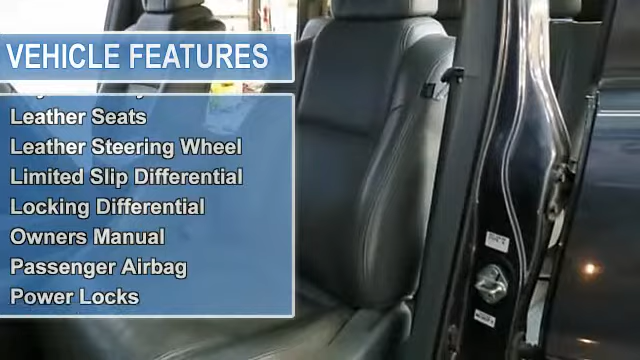 VEHICLE FEATURES
Leather Seats
Leather Steering Wheel
Limited Slip Differential
Locking Differential
Owners Manual
Passenger Airbag
Power Locks